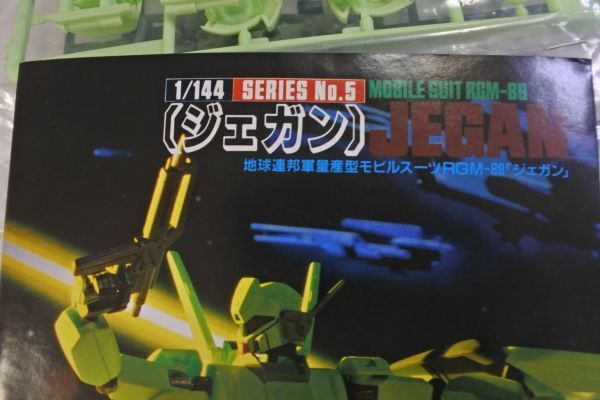 1/144 SERIES No.5 MOBILE SUIT RGM-89
(ジェガン) JEGAN
地球連邦軍量産型モビルスーツRGM-89「ジェガン」